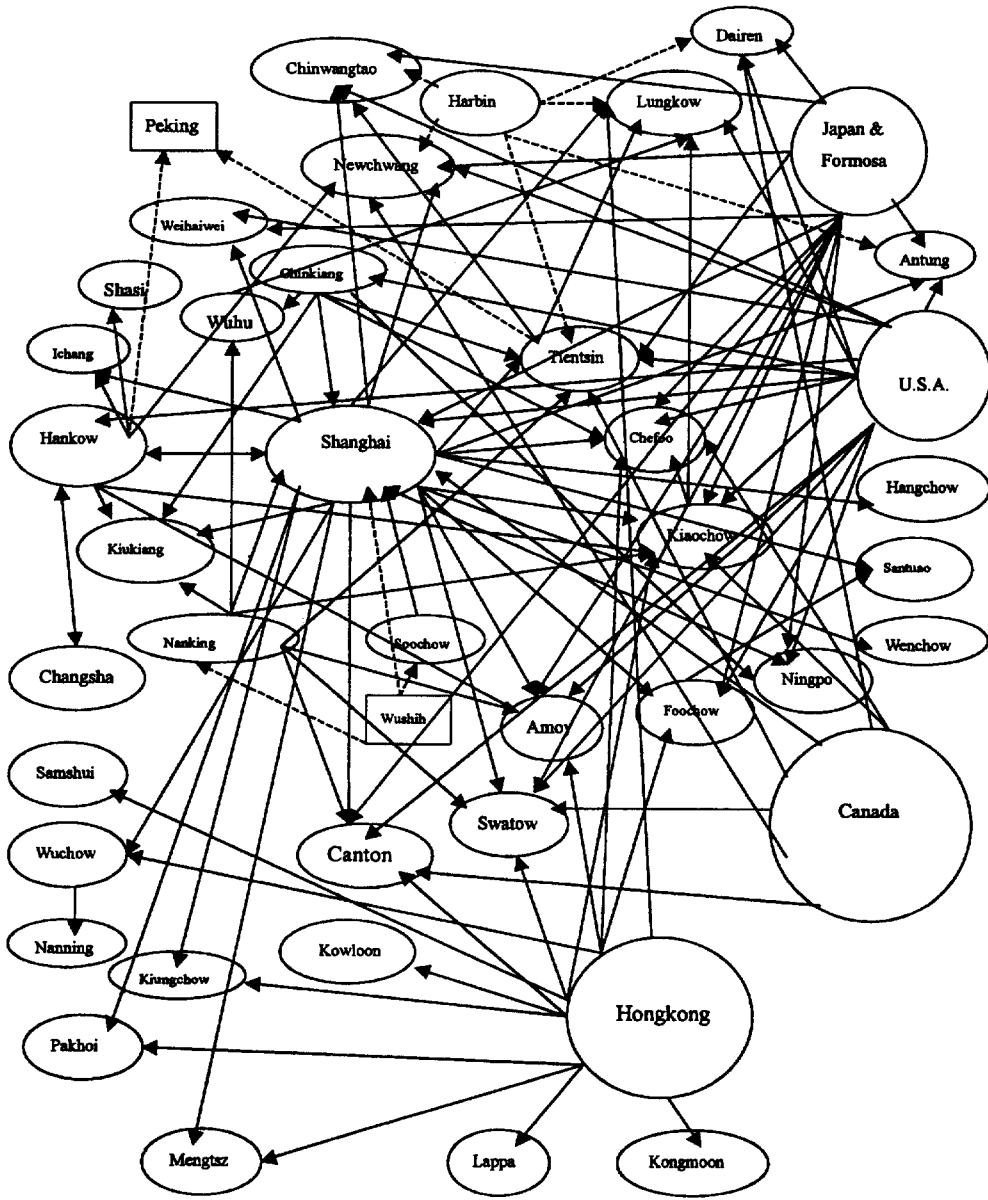 Dairen
Chinwangtao
Harbin
Lungkow
Peking
Japan &
Formosa
Newchwang
Weihaiwei
Antung
Chinkiang
Shasi
Wuhu
Ichang
Tientsin
U.S.A.
Hankow
Shanghai
Chefoo
Hangchow
Kiukiang
Kiaochow
Santuao
Nanking
Soochow
Wenchow
Changsha
Ningpo
Wushih
Amoy
Foochow
Samshui
Canada
Swatow
Wuchow
Canton
Nanning
Kowloon
Kiungchow
Hongkong
Pakhoi
Mengtsz
Lappa
Kongmoon